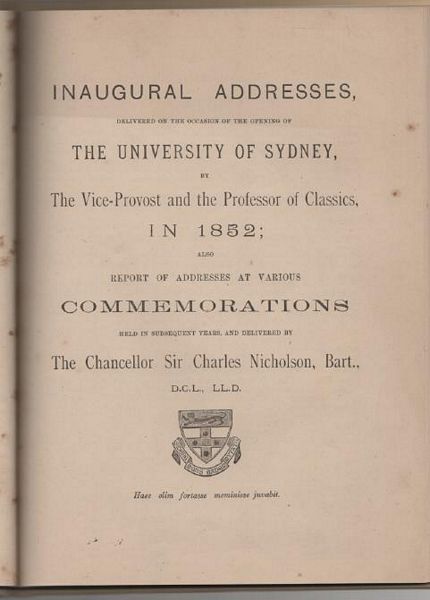 INAUGURAL ADDRESSES,
DELIVERED ON THE OCCASION OF THE OPENING OF
THE UNIVERSITY OF SYDNEY,
BY
The Vice-Provost and the Professor of Classics,
IN 1852;
ALSO
REPORT OF ADDRESSES AT VARIOUS
COMMEMORATIONS
HELD IN SUBSEQUENT YEARS, AND DELIVERED BY
The Chancellor Sir Charles Nicholson, Bart.,
D.C.L., LL.D.
Haec olim fortasse meminisse juvabit.